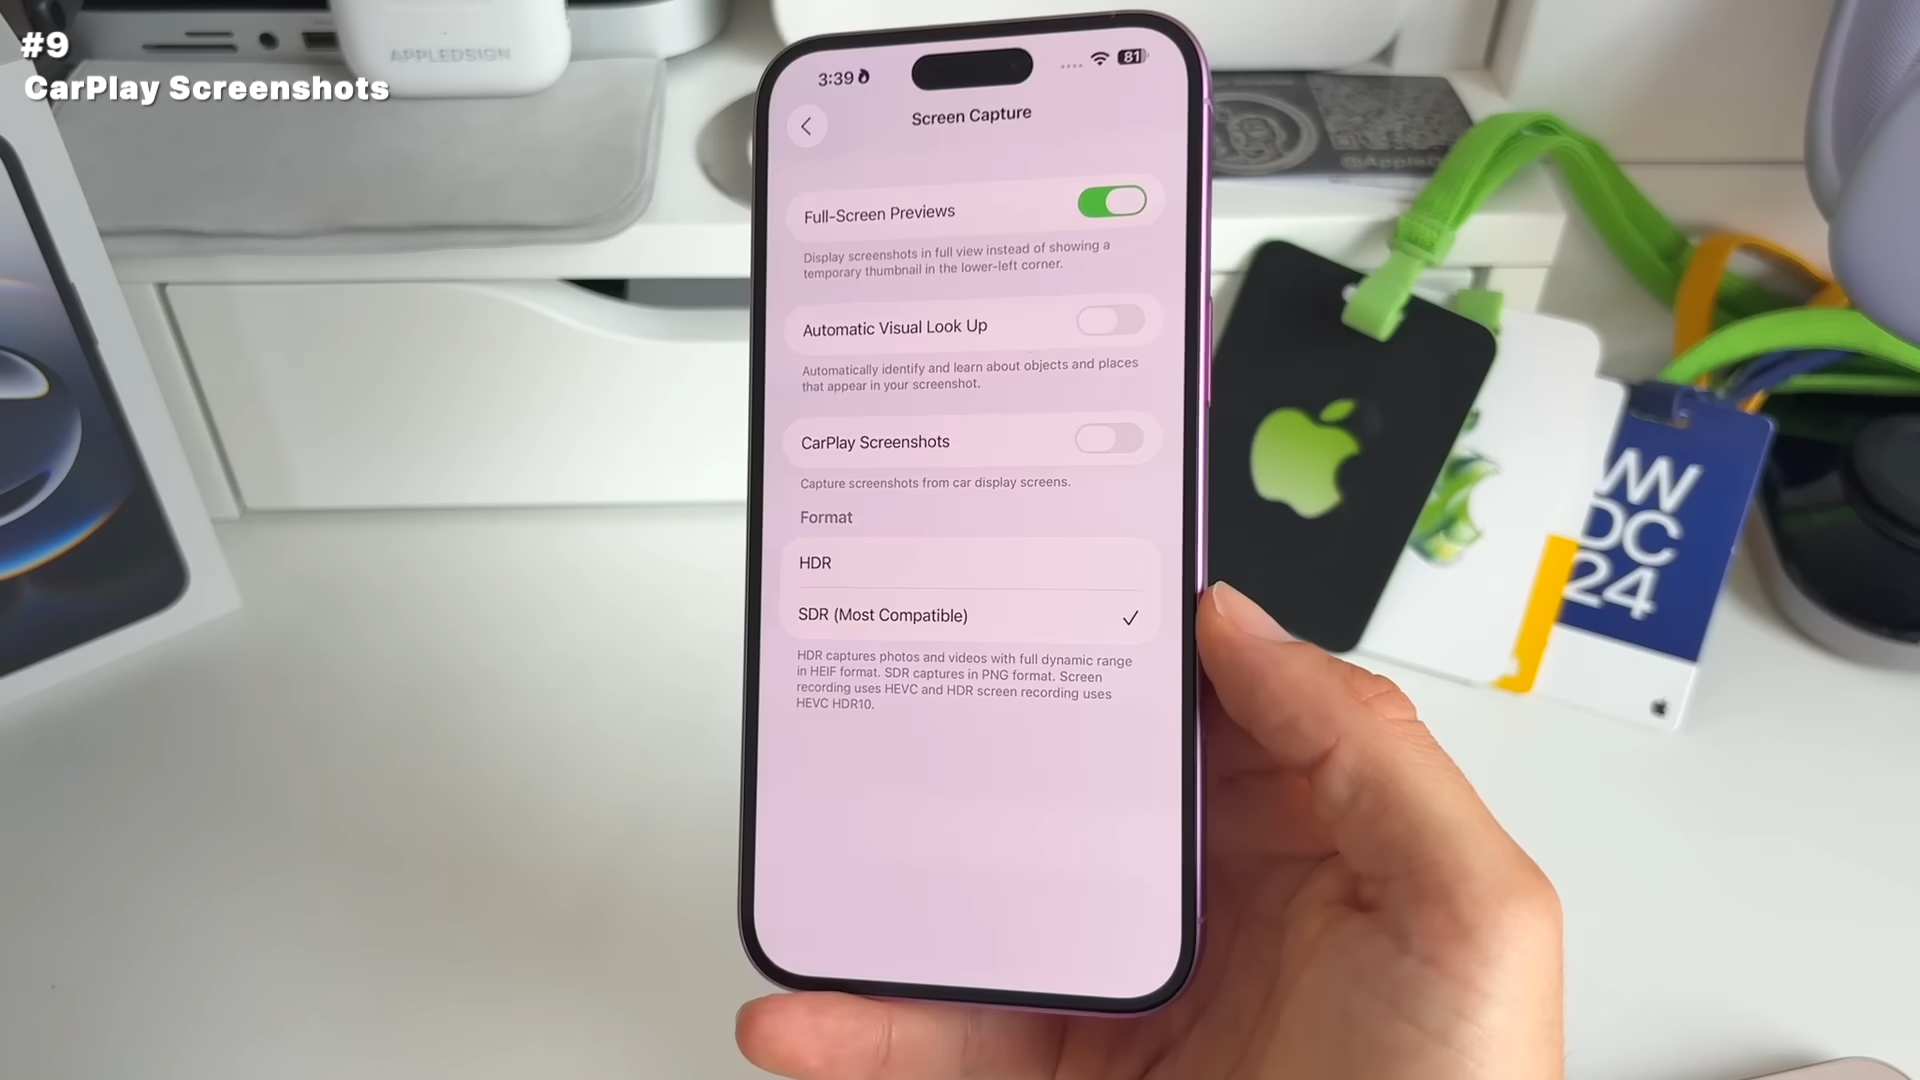 #9
CarPlay Screenshots
APPLEDSIGN
3:39
81
Screen Capture
Full-Screen Previews
Display screenshots in full view instead of showing a
temporary thumbnail in the lower-left corner.
Automatic Visual Look Up
Automatically identify and learn about objects and places
that appear in your screenshot.
CarPlay Screenshots
Capture screenshots from car display screens.
Format
HDR
SDR (Most Compatible)
HDR captures photos and videos with full dynamic range
in HEIF format. SDR captures in PNG format. Screen
recording uses HEVC and HDR screen recording uses
HEVC HDR10.
WW
DC
24